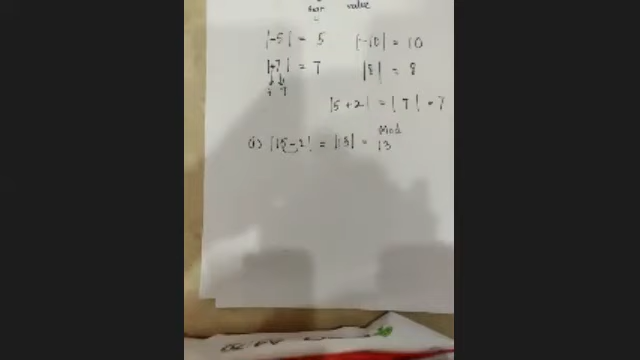 value
|-5| = 5 |-10| = 10
|+7| = 7 |8| = 8
|5+2| = |7| = 7
Mod
(i) |15-2| = |13| = 13